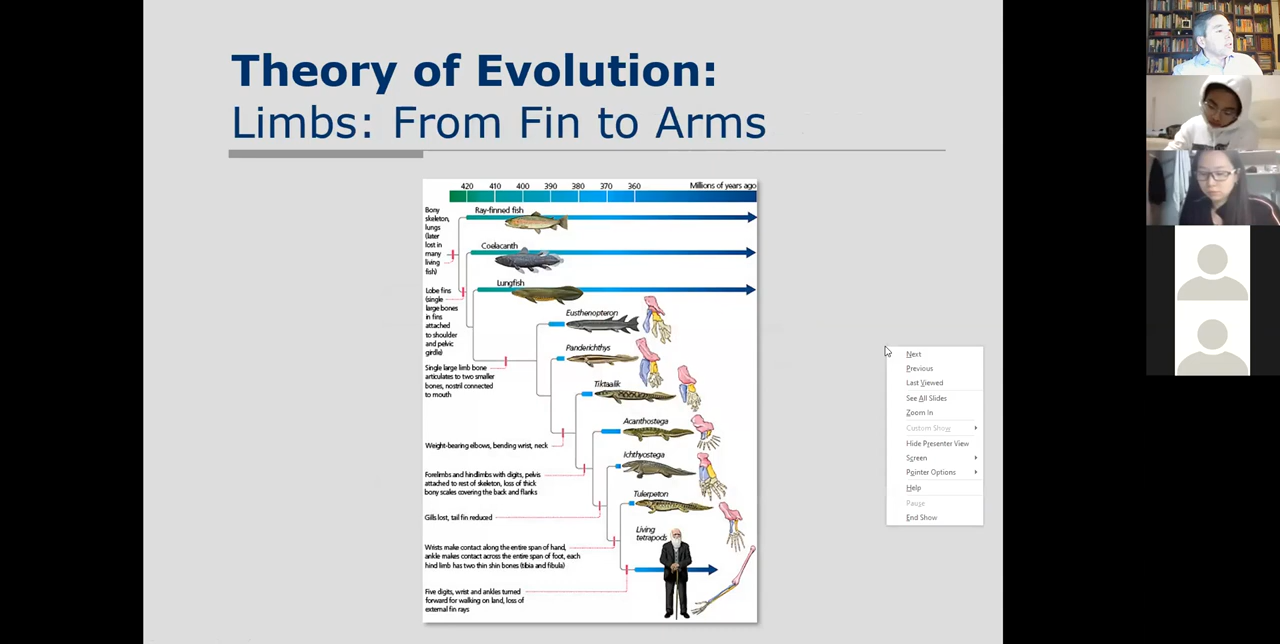 Theory of Evolution:
Limbs: From Fin to Arms
420 410 400 390 380 370 360 Millions of years ago
Bony
skeleton,
lungs
(later
lost in
many
living
fish)
Ray-finned fish
Coelacanth
Lungfish
Lobe fins
(single
large bones
in fins
attached
to shoulder
and pelvic
girdle)
Eusthenopteron
Panderichthys
Single large limb bone
articulates to two smaller
bones, nostril connected
to mouth
Tiktaalik
Acanthostega
Weight-bearing elbows, bending wrist, neck
Ichthyostega
Forelimbs and hindlimbs with digits, pelvis
attached to rest of skeleton, loss of thick
bony scales covering the back and flanks
Tulerpeton
Gills lost, tail fin reduced
Living
tetrapods
Wrists make contact along the entire span of hand,
ankle makes contact across the entire span of foot, each
hind limb has two thin shin bones (tibia and fibula)
Five digits, wrist and ankles turned
forward for walking on land, loss of
external fin rays
Next
Previous
Last Viewed
See All Slides
Zoom In
Custom Show
Hide Presenter View
Screen
Pointer Options
Help
Pause
End Show